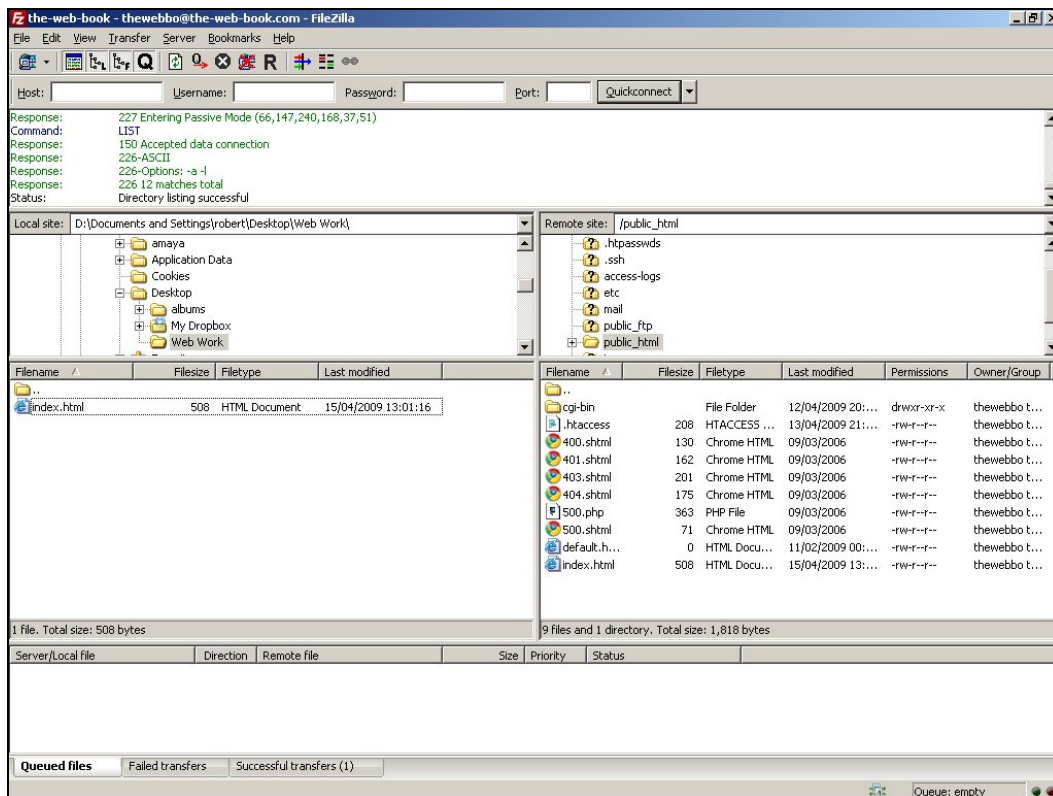 the-web-book - thewebbo@the-web-book.com - FileZilla
File Edit View Transfer Server Bookmarks Help
Host: Username: Password: Port: Quickconnect
Response: 227 Entering Passive Mode (66,147,240,168,37,51)
Command: LIST
Response: 150 Accepted data connection
Response: 226-ASCII
Response: 226-Options: -a -l
Response: 226 12 matches total
Status: Directory listing successful
Local site: D:\Documents and Settings\robert\Desktop\Web Work\
amaya
Application Data
Cookies
Desktop
albums
My Dropbox
Web Work
Remote site: /public_html
.htpasswds
.ssh
access-logs
etc
mail
public_ftp
public_html
Filename Filesize Filetype Last modified
..
index.html 508 HTML Document 15/04/2009 13:01:16
1 file. Total size: 508 bytes
Filename Filesize Filetype Last modified Permissions Owner/Group
..
cgi-bin File Folder 12/04/2009 20:... drwxr-xr-x thewebbo t...
.htaccess 208 HTACCESS ... 13/04/2009 21:... -rw-r--r-- thewebbo t...
400.shtml 130 Chrome HTML 09/03/2006 -rw-r--r-- thewebbo t...
401.shtml 162 Chrome HTML 09/03/2006 -rw-r--r-- thewebbo t...
403.shtml 201 Chrome HTML 09/03/2006 -rw-r--r-- thewebbo t...
404.shtml 175 Chrome HTML 09/03/2006 -rw-r--r-- thewebbo t...
500.php 363 PHP File 09/03/2006 -rw-r--r-- thewebbo t...
500.shtml 71 Chrome HTML 09/03/2006 -rw-r--r-- thewebbo t...
default.h... 0 HTML Docu... 11/02/2009 00:... -rw-r--r-- thewebbo t...
index.html 508 HTML Docu... 15/04/2009 13:... -rw-r--r-- thewebbo t...
9 files and 1 directory. Total size: 1,818 bytes
Server/Local file Direction Remote file Size Priority Status
Queued files Failed transfers Successful transfers (1)
Queue: empty